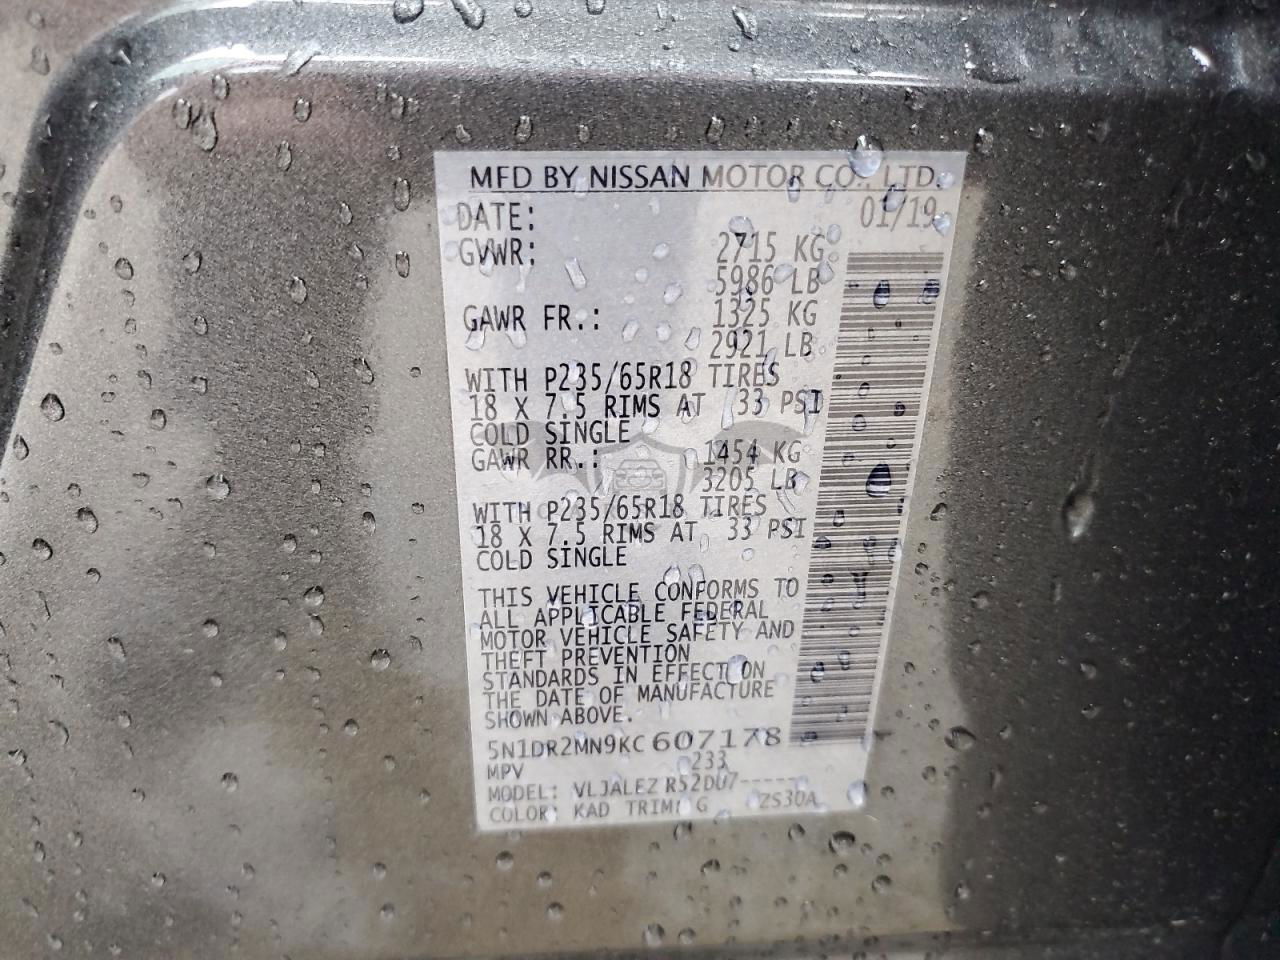 MFD BY NISSAN MOTOR CO., LTD.
DATE: 01/19
GVWR: 2715 KG
5986 LB
GAWR FR.: 1325 KG
2921 LB
WITH P235/65R18 TIRES
18 X 7.5 RIMS AT 33 PSI
COLD SINGLE
GAWR RR.: 1454 KG
3205 LB
WITH P235/65R18 TIRES
18 X 7.5 RIMS AT 33 PSI
COLD SINGLE
THIS VEHICLE CONFORMS TO
ALL APPLICABLE FEDERAL
MOTOR VEHICLE SAFETY AND
THEFT PREVENTION
STANDARDS IN EFFECT ON
THE DATE OF MANUFACTURE
SHOWN ABOVE.
5N1DR2MN9KC607178
MPV 233
MODEL: VLJALEZ R52DU7-----
COLOR: KAD TRIM: G ZS30A